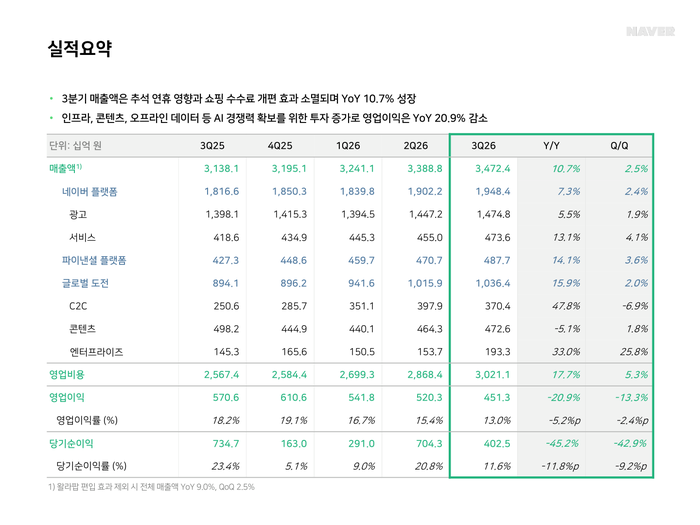 NAVER
실적요약
• 3분기 매출액은 추석 연휴 영향과 쇼핑 수수료 개편 효과 소멸되며 YoY 10.7% 성장
• 인프라, 콘텐츠, 오프라인 데이터 등 AI 경쟁력 확보를 위한 투자 증가로 영업이익은 YoY 20.9% 감소
단위: 십억 원 3Q25 4Q25 1Q26 2Q26 3Q26 Y/Y Q/Q
매출액1) 3,138.1 3,195.1 3,241.1 3,388.8 3,472.4 10.7% 2.5%
네이버 플랫폼 1,816.6 1,850.3 1,839.8 1,902.2 1,948.4 7.3% 2.4%
광고 1,398.1 1,415.3 1,394.5 1,447.2 1,474.8 5.5% 1.9%
서비스 418.6 434.9 445.3 455.0 473.6 13.1% 4.1%
파이낸셜 플랫폼 427.3 448.6 459.7 470.7 487.7 14.1% 3.6%
글로벌 도전 894.1 896.2 941.6 1,015.9 1,036.4 15.9% 2.0%
C2C 250.6 285.7 351.1 397.9 370.4 47.8% -6.9%
콘텐츠 498.2 444.9 440.1 464.3 472.6 -5.1% 1.8%
엔터프라이즈 145.3 165.6 150.5 153.7 193.3 33.0% 25.8%
영업비용 2,567.4 2,584.4 2,699.3 2,868.4 3,021.1 17.7% 5.3%
영업이익 570.6 610.6 541.8 520.3 451.3 -20.9% -13.3%
영업이익률 (%) 18.2% 19.1% 16.7% 15.4% 13.0% -5.2%p -2.4%p
당기순이익 734.7 163.0 291.0 704.3 402.5 -45.2% -42.9%
당기순이익률 (%) 23.4% 5.1% 9.0% 20.8% 11.6% -11.8%p -9.2%p
1) 왈라팝 편입 효과 제외 시 전체 매출액 YoY 9.0%, QoQ 2.5%